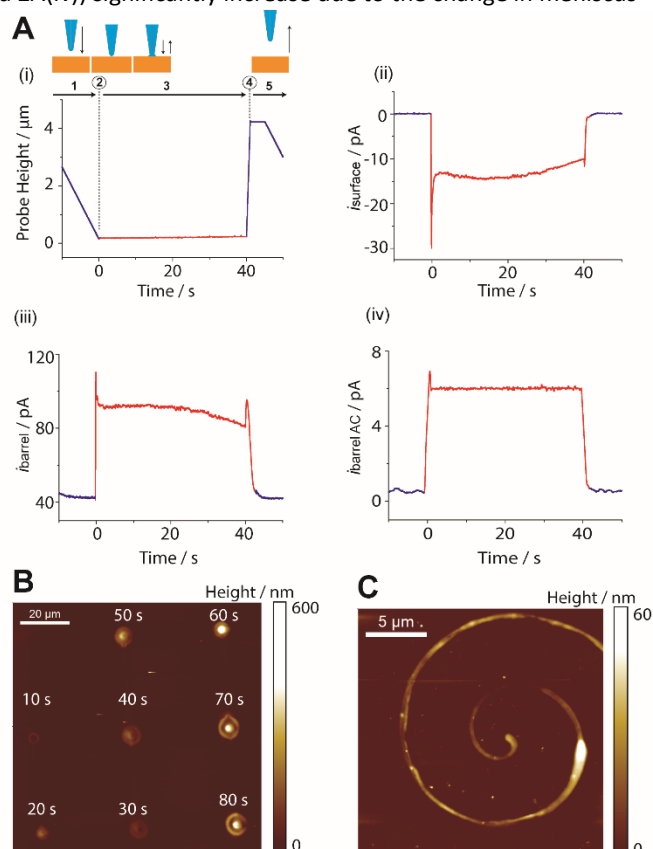 d 2A(iv)), significantly increase due to the change in meniscus
A
(i)
1 2 3 4 5
Probe Height / μm
4
2
0
0 20 40
Time / s
(ii)
isurface / pA
0
-10
-20
-30
0 20 40
Time / s
(iii)
ibarrel / pA
120
80
40
0 20 40
Time / s
(iv)
ibarrel AC / pA
8
4
0
0 20 40
Time / s
B
Height / nm
600
0
20 μm
50 s 60 s
10 s 40 s 70 s
20 s 30 s 80 s
C
Height / nm
60
0
5 μm